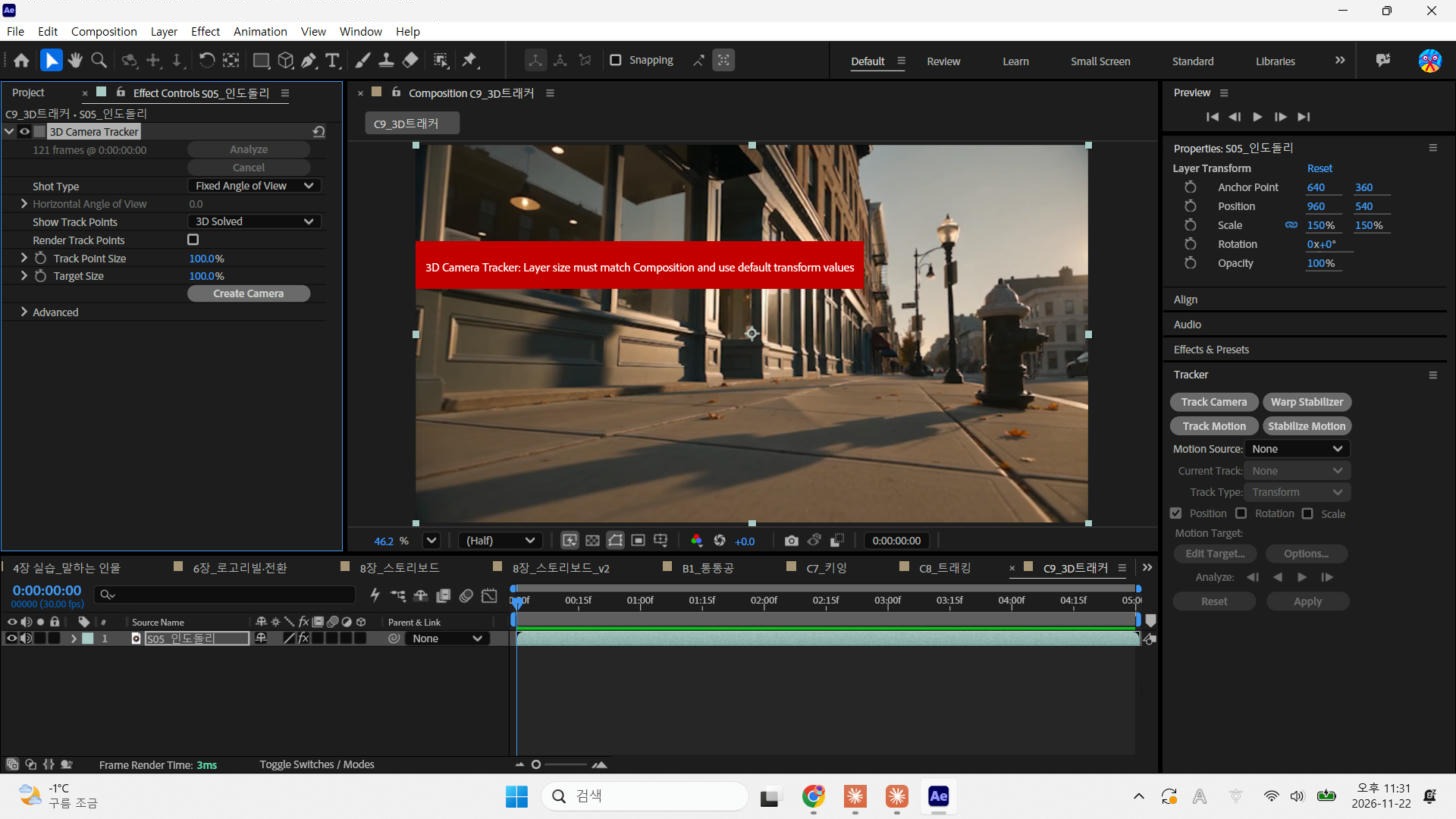 Ae
File Edit Composition Layer Effect Animation View Window Help
Snapping
Default Review Learn Small Screen Standard Libraries
Project
Effect Controls S05_인도돌리
C9_3D트래커 • S05_인도돌리
3D Camera Tracker
121 frames @ 0:00:00:00 Analyze
Cancel
Shot Type Fixed Angle of View
Horizontal Angle of View 0.0
Show Track Points 3D Solved
Render Track Points
Track Point Size 100.0%
Target Size 100.0%
Create Camera
Advanced
Composition C9_3D트래커
C9_3D트래커
3D Camera Tracker: Layer size must match Composition and use default transform values
46.2 % (Half) +0.0 0:00:00:00
Preview
Properties: S05_인도돌리
Layer Transform Reset
Anchor Point 640 360
Position 960 540
Scale 150% 150%
Rotation 0x+0°
Opacity 100%
Align
Audio
Effects & Presets
Tracker
Track Camera Warp Stabilizer
Track Motion Stabilize Motion
Motion Source: None
Current Track: None
Track Type: Transform
Position Rotation Scale
Motion Target:
Edit Target... Options...
Analyze:
Reset Apply
4장 실습_말하는 인물 6장_로고리빌.전환 8장_스토리보드 8장_스토리보드_v2 B1_통통공 C7_키잉 C8_트래킹 C9_3D트래커
0:00:00:00
00000 (30.00 fps)
00:15f 01:00f 01:15f 02:00f 02:15f 03:00f 03:15f 04:00f 04:15f
# Source Name fx Parent & Link
1 S05_인도돌리 fx None
Frame Render Time: 3ms Toggle Switches / Modes
-1°C
구름 조금
검색
Ae
A
오후 11:31
2026-11-22